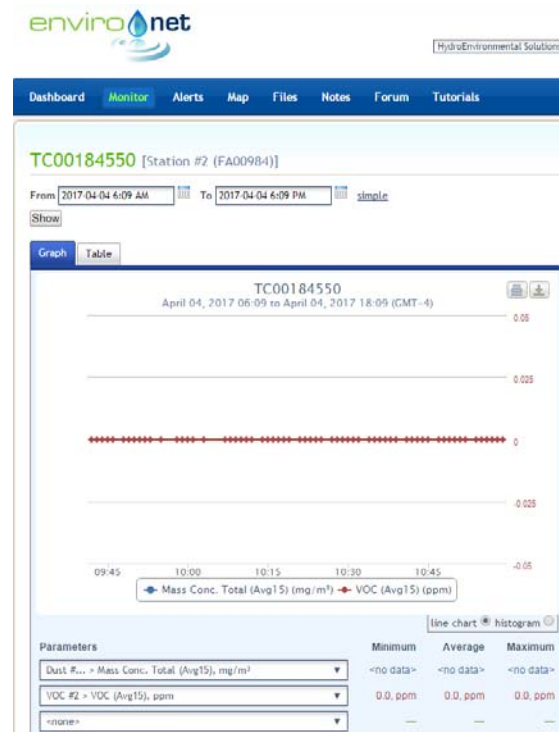 enviro net
HydroEnvironmental Solutions
Dashboard Monitor Alerts Map Files Notes Forum Tutorials
TC00184550 [Station #2 (FA00984)]
From 2017-04-04 6:09 AM To 2017-04-04 6:09 PM simple
Show
Graph Table
TC00184550
April 04, 2017 06:09 to April 04, 2017 18:09 (GMT-4)
0.05
0.025
0
-0.025
-0.05
09:45 10:00 10:15 10:30 10:45
Mass Conc. Total (Avg15) (mg/m³) VOC (Avg15) (ppm)
line chart histogram
Parameters Minimum Average Maximum
Dust #... > Mass Conc. Total (Avg15), mg/m³ <no data> <no data> <no data>
VOC #2 > VOC (Avg15), ppm 0.0, ppm 0.0, ppm 0.0, ppm
<none> — — —